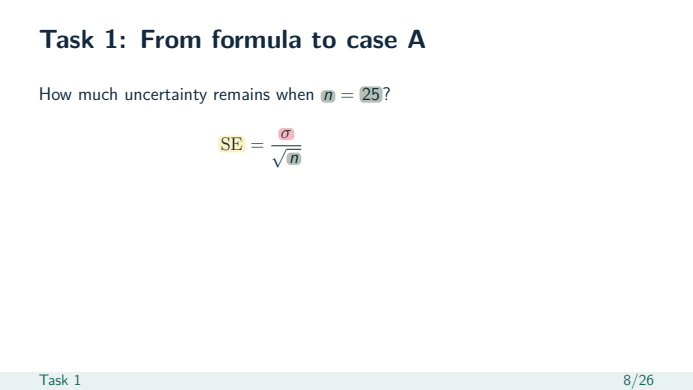 Task 1: From formula to case A
How much uncertainty remains when n = 25?
SE = σ / √n
Task 1
8/26